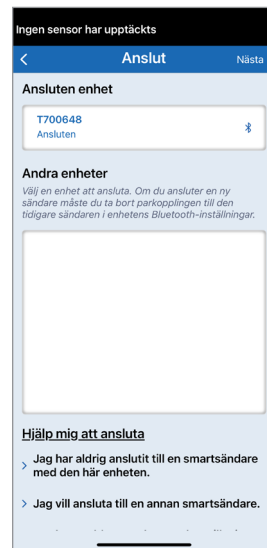 Ingen sensor har upptäckts
Anslut
Nästa
Ansluten enhet
T700648
Ansluten
Andra enheter
Välj en enhet att ansluta. Om du ansluter en ny
sändare måste du ta bort parkopplingen till den
tidigare sändaren i enhetens Bluetooth-inställningar.
Hjälp mig att ansluta
Jag har aldrig anslutit till en smartsändare
med den här enheten.
Jag vill ansluta till en annan smartsändare.